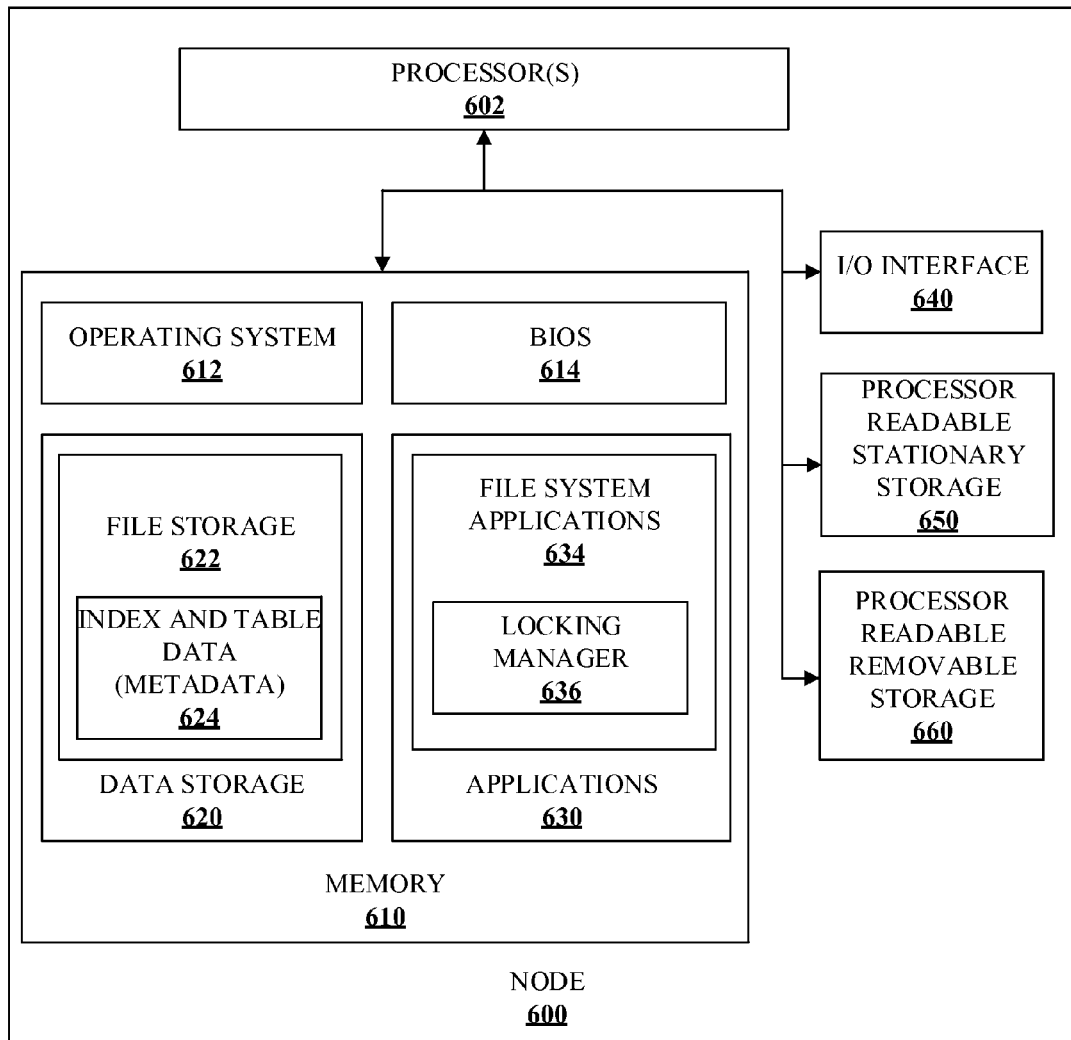 PROCESSOR(S)
602
I/O INTERFACE
640
OPERATING SYSTEM
612
BIOS
614
PROCESSOR
READABLE
STATIONARY
STORAGE
650
FILE STORAGE
622
INDEX AND TABLE
DATA
(METADATA)
624
DATA STORAGE
620
FILE SYSTEM
APPLICATIONS
634
LOCKING
MANAGER
636
APPLICATIONS
630
PROCESSOR
READABLE
REMOVABLE
STORAGE
660
MEMORY
610
NODE
600